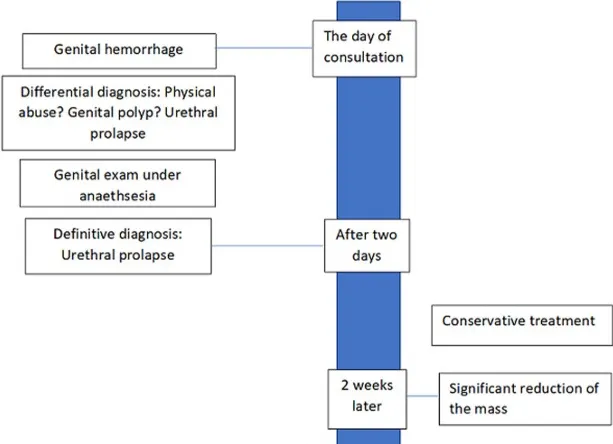 Genital hemorrhage
The day of
consultation
Differential diagnosis: Physical
abuse? Genital polyp? Urethral
prolapse
Genital exam under
anaethsesia
Definitive diagnosis:
Urethral prolapse
After two
days
Conservative treatment
2 weeks
later
Significant reduction of
the mass